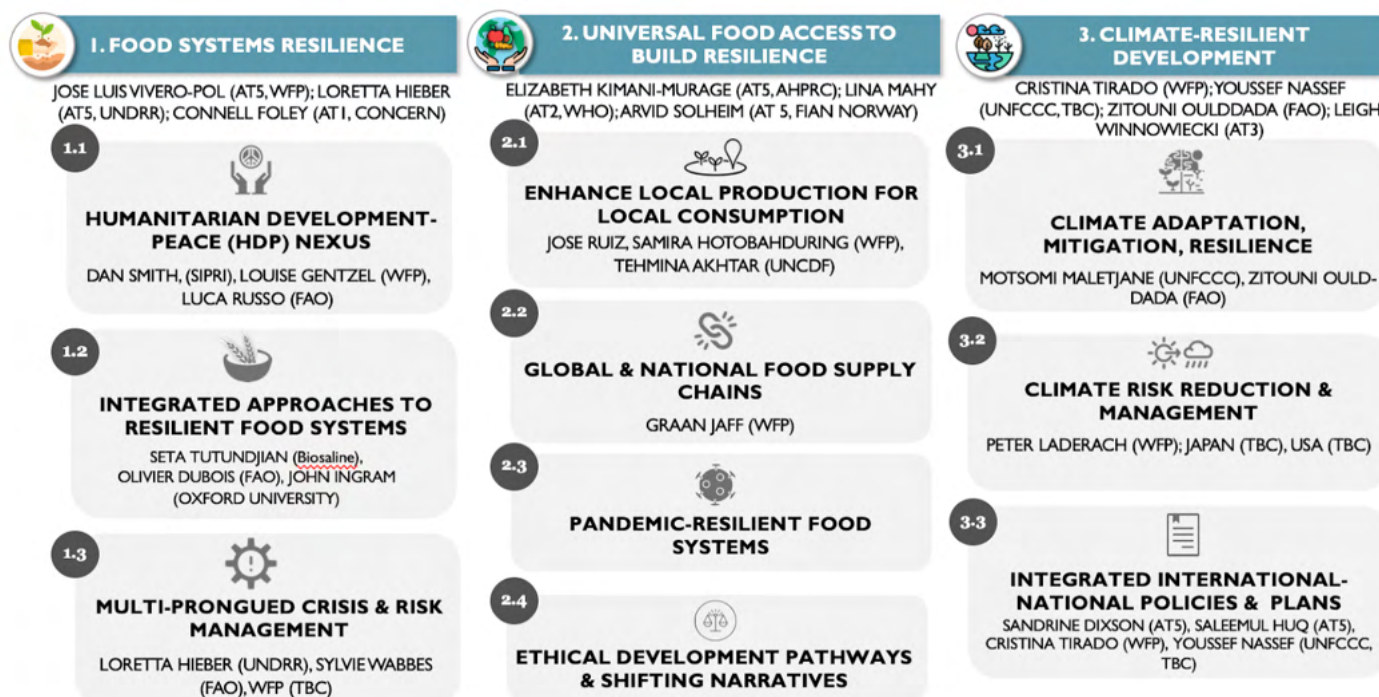 1. FOOD SYSTEMS RESILIENCE
JOSE LUIS VIVERO-POL (AT5, WFP); LORETTA HIEBER
(AT5, UNDRR); CONNELL FOLEY (AT1, CONCERN)
1.1
HUMANITARIAN DEVELOPMENT-
PEACE (HDP) NEXUS
DAN SMITH, (SIPRI), LOUISE GENTZEL (WFP),
LUCA RUSSO (FAO)
1.2
INTEGRATED APPROACHES TO
RESILIENT FOOD SYSTEMS
SETA TUTUNDJIAN (Biosaline),
OLIVIER DUBOIS (FAO), JOHN INGRAM
(OXFORD UNIVERSITY)
1.3
MULTI-PRONGUED CRISIS & RISK
MANAGEMENT
LORETTA HIEBER (UNDRR), SYLVIE WABBES
(FAO), WFP (TBC)
2. UNIVERSAL FOOD ACCESS TO
BUILD RESILIENCE
ELIZABETH KIMANI-MURAGE (AT5, AHPRC); LINA MAHY
(AT2, WHO); ARVID SOLHEIM (AT 5, FIAN NORWAY)
2.1
ENHANCE LOCAL PRODUCTION FOR
LOCAL CONSUMPTION
JOSE RUIZ, SAMIRA HOTOBAHDURING (WFP),
TEHMINA AKHTAR (UNCDF)
2.2
GLOBAL & NATIONAL FOOD SUPPLY
CHAINS
GRAAN JAFF (WFP)
2.3
PANDEMIC-RESILIENT FOOD
SYSTEMS
2.4
ETHICAL DEVELOPMENT PATHWAYS
& SHIFTING NARRATIVES
3. CLIMATE-RESILIENT
DEVELOPMENT
CRISTINA TIRADO (WFP); YOUSSEF NASSEF
(UNFCCC, TBC); ZITOUNI OULDDADA (FAO); LEIGH
WINNOWIECKI (AT3)
3.1
CLIMATE ADAPTATION,
MITIGATION, RESILIENCE
MOTSOMI MALETJANE (UNFCCC), ZITOUNI OULD-
DADA (FAO)
3.2
CLIMATE RISK REDUCTION &
MANAGEMENT
PETER LADERACH (WFP); JAPAN (TBC), USA (TBC)
3.3
INTEGRATED INTERNATIONAL-
NATIONAL POLICIES & PLANS
SANDRINE DIXSON (AT5), SALEEMUL HUQ (AT5),
CRISTINA TIRADO (WFP), YOUSSEF NASSEF (UNFCCC,
TBC)